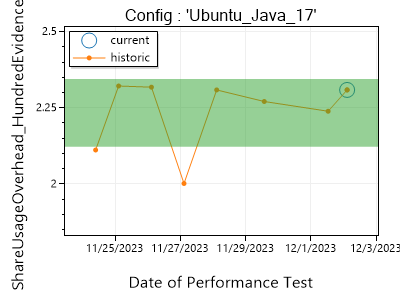 Config : 'Ubuntu_Java_17'
current
historic
ShareUsageOverhead_HundredEvidence
2.5
2.25
2
11/25/2023
11/27/2023
11/29/2023
12/1/2023
12/3/2023
Date of Performance Test